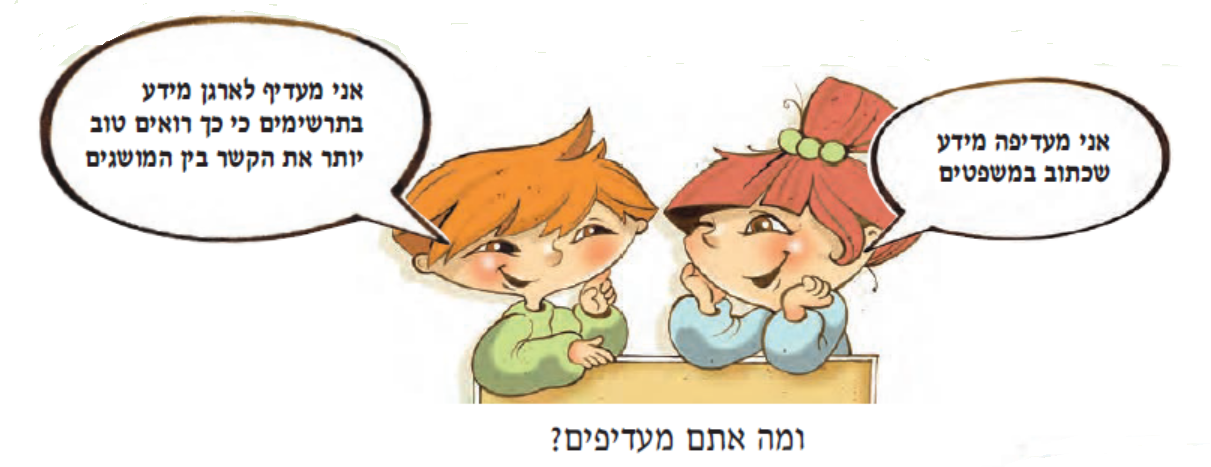 אני מעדיפה מידע
שכתוב במשפטים
אני מעדיף לארגן מידע
בתרשימים כי כך רואים טוב
יותר את הקשר בין המושגים
ומה אתם מעדיפים?